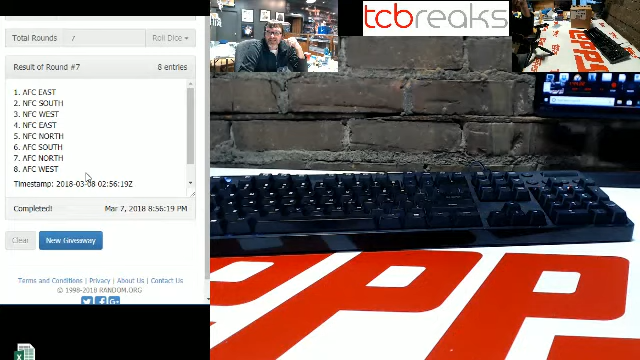 Total Rounds 7 Roll Dice
Result of Round #7 8 entries
1. AFC EAST
2. NFC SOUTH
3. NFC WEST
4. NFC EAST
5. NFC NORTH
6. AFC SOUTH
7. AFC NORTH
8. AFC WEST
Timestamp: 2018-03-08 02:56:19Z
Completed! Mar 7, 2018 8:56:19 PM
Clear New Giveaway
Terms and Conditions | Privacy | About Us | Contact Us
© 1998-2018 RANDOM.ORG
tcbreaks